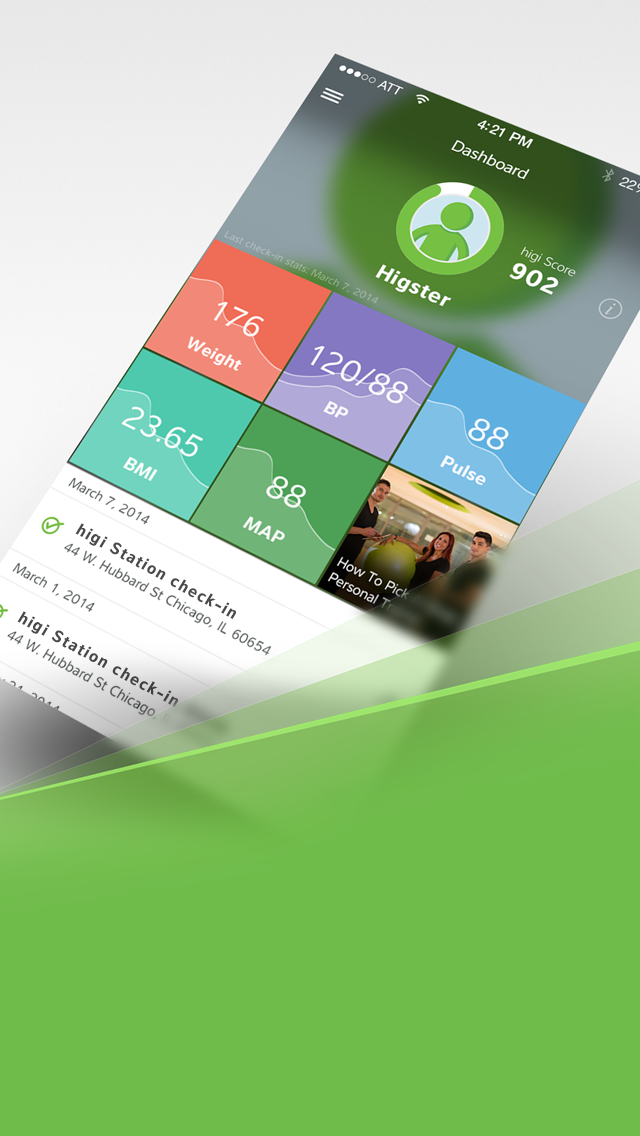 ATT
4:21 PM
22%
Dashboard
higi Score
902
Higster
Last check-in stats: March 7, 2014
176
Weight
120/88
BP
88
Pulse
23.65
BMI
88
MAP
How To Pick
Personal
March 7, 2014
higi Station check-in
44 W. Hubbard St Chicago, IL 60654
March 1, 2014
higi Station check-in
44 W. Hubbard St Chicago,
2014